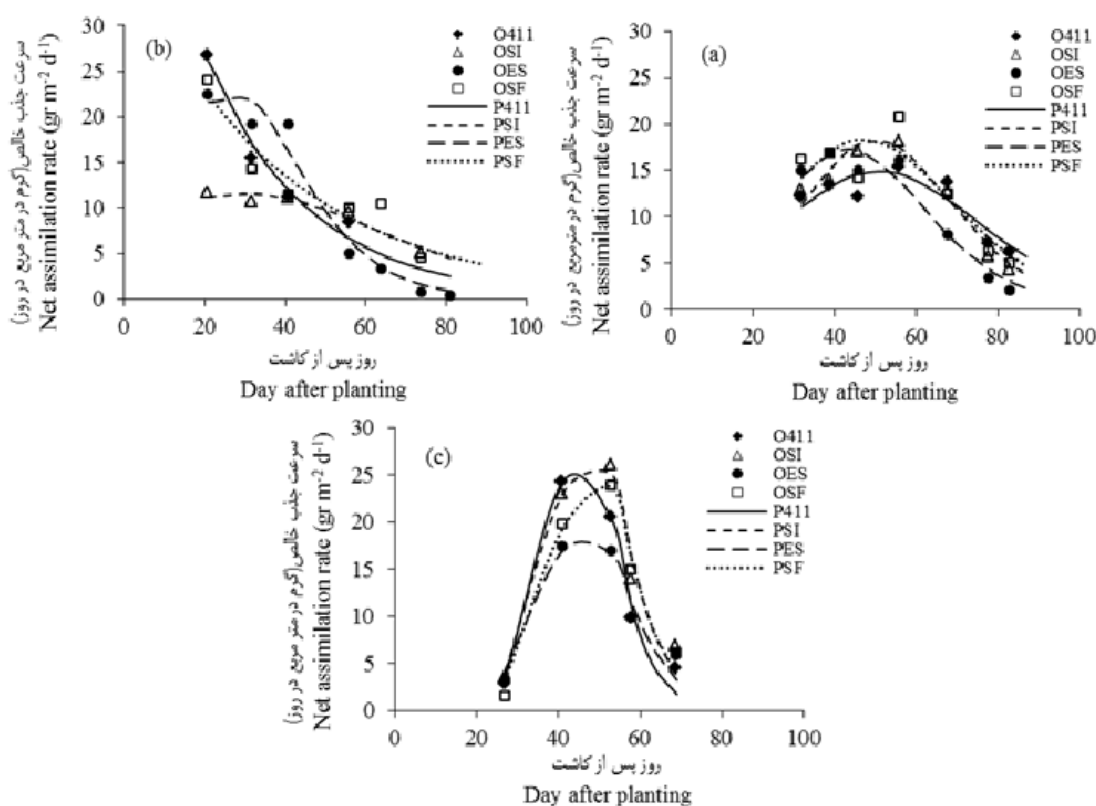 (b)
سرعت جذب خالص(گرم در متر مربع در روز)
Net assimilation rate (gr m-2 d-1)
30
25
20
15
10
5
0
0
20
40
60
80
100
روز پس از کاشت
Day after planting
O411
OSI
OES
OSF
P411
PSI
PES
PSF
(a)
سرعت جذب خالص(گرم در مترمربع در روز)
Net assimilation rate (gr m-2 d-1)
30
25
20
15
10
5
0
0
20
40
60
80
100
روز پس از کاشت
Day after planting
O411
OSI
OES
OSF
P411
PSI
PES
PSF
(c)
سرعت جذب خالص(گرم در متر مربع در روز)
Net assimilation rate (gr m-2 d-1)
30
25
20
15
10
5
0
0
20
40
60
80
100
روز پس از کاشت
Day after planting
O411
OSI
OES
OSF
P411
PSI
PES
PSF